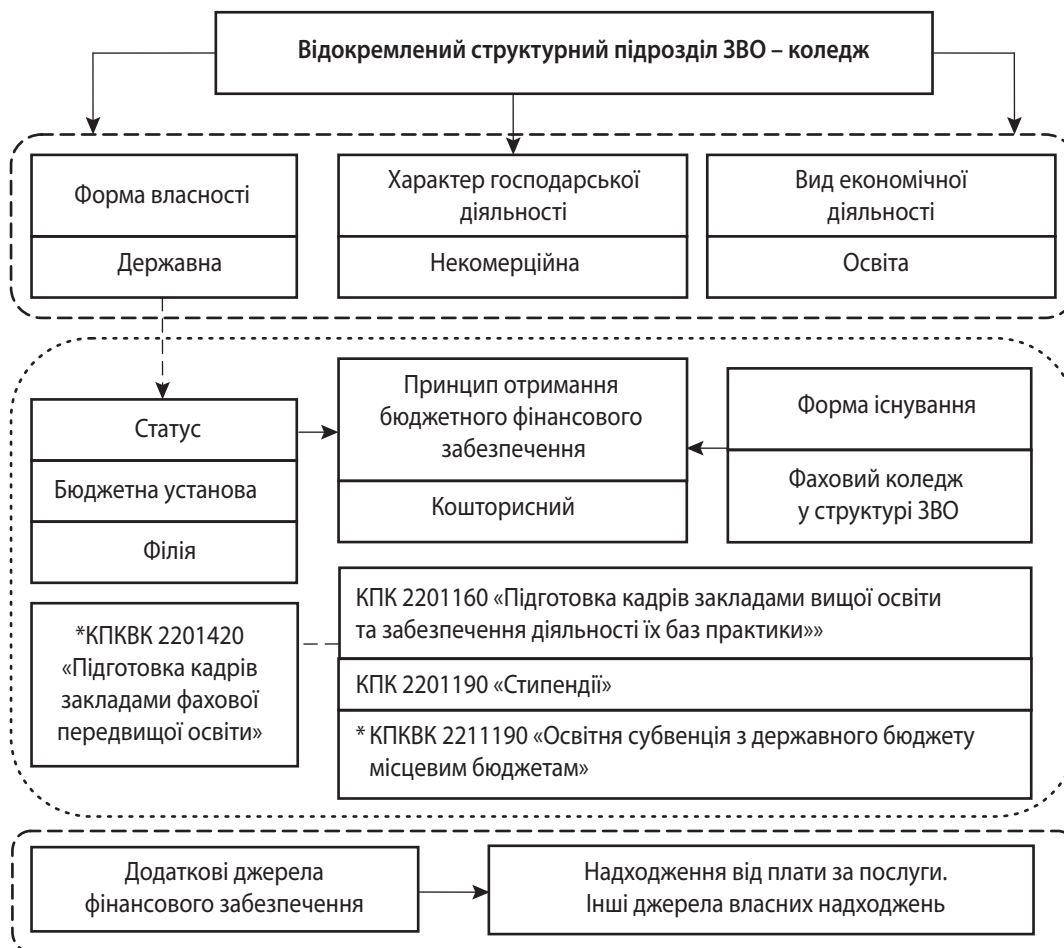 Відокремлений структурний підрозділ ЗВО – коледж
Форма власності
Державна
Характер господарської
діяльності
Некомерційна
Вид економічної
діяльності
Освіта
Статус
Бюджетна установа
Філія
Принцип отримання
бюджетного фінансового
забезпечення
Кошторисний
Форма існування
Фаховий коледж
у структурі ЗВО
*КПКВК 2201420
«Підготовка кадрів
закладами фахової
передвищої освіти»
КПК 2201160 «Підготовка кадрів закладами вищої освіти
та забезпечення діяльності їх баз практики»»
КПК 2201190 «Стипендії»
* КПКВК 2211190 «Освітня субвенція з державного бюджету
місцевим бюджетам»
Додаткові джерела
фінансового забезпечення
Надходження від плати за послуги.
Інші джерела власних надходжень